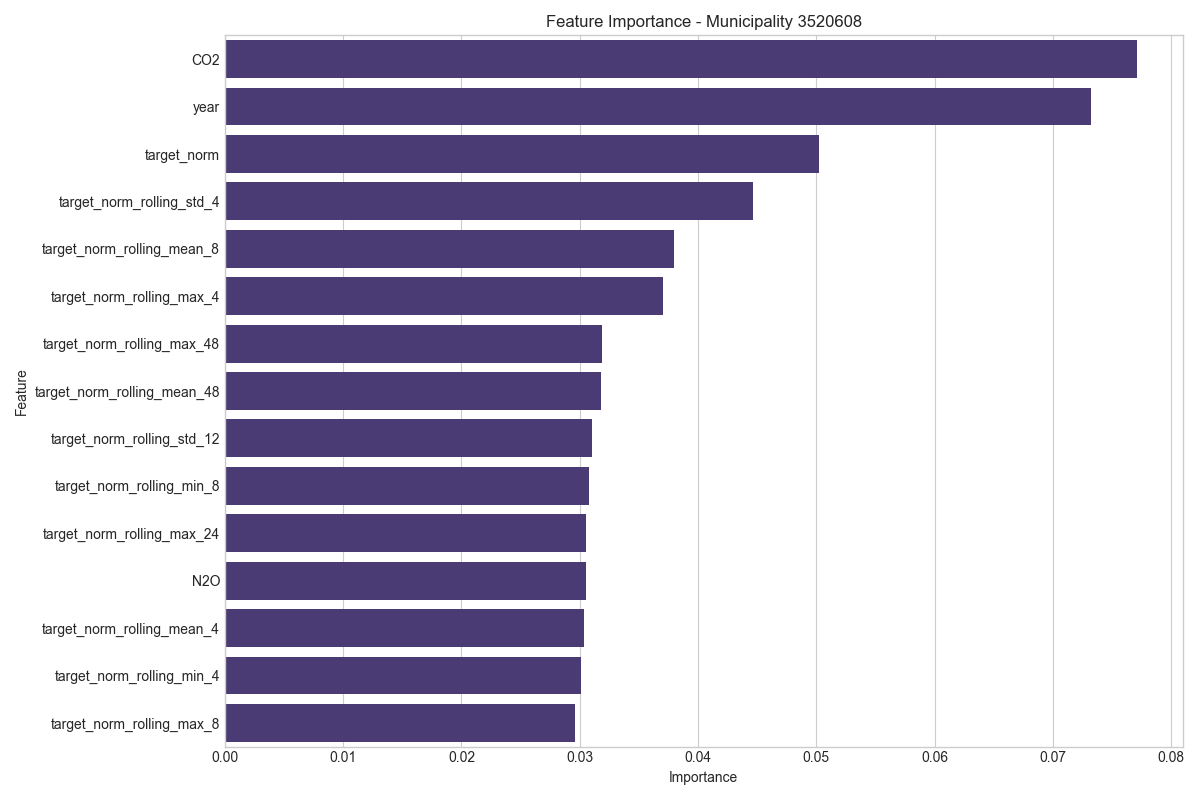 Feature Importance - Municipality 3520608
CO2
year
target_norm
target_norm_rolling_std_4
target_norm_rolling_mean_8
target_norm_rolling_max_4
target_norm_rolling_max_48
target_norm_rolling_mean_48
target_norm_rolling_std_12
target_norm_rolling_min_8
target_norm_rolling_max_24
N2O
target_norm_rolling_mean_4
target_norm_rolling_min_4
target_norm_rolling_max_8
Feature
0.00 0.01 0.02 0.03 0.04 0.05 0.06 0.07 0.08
Importance